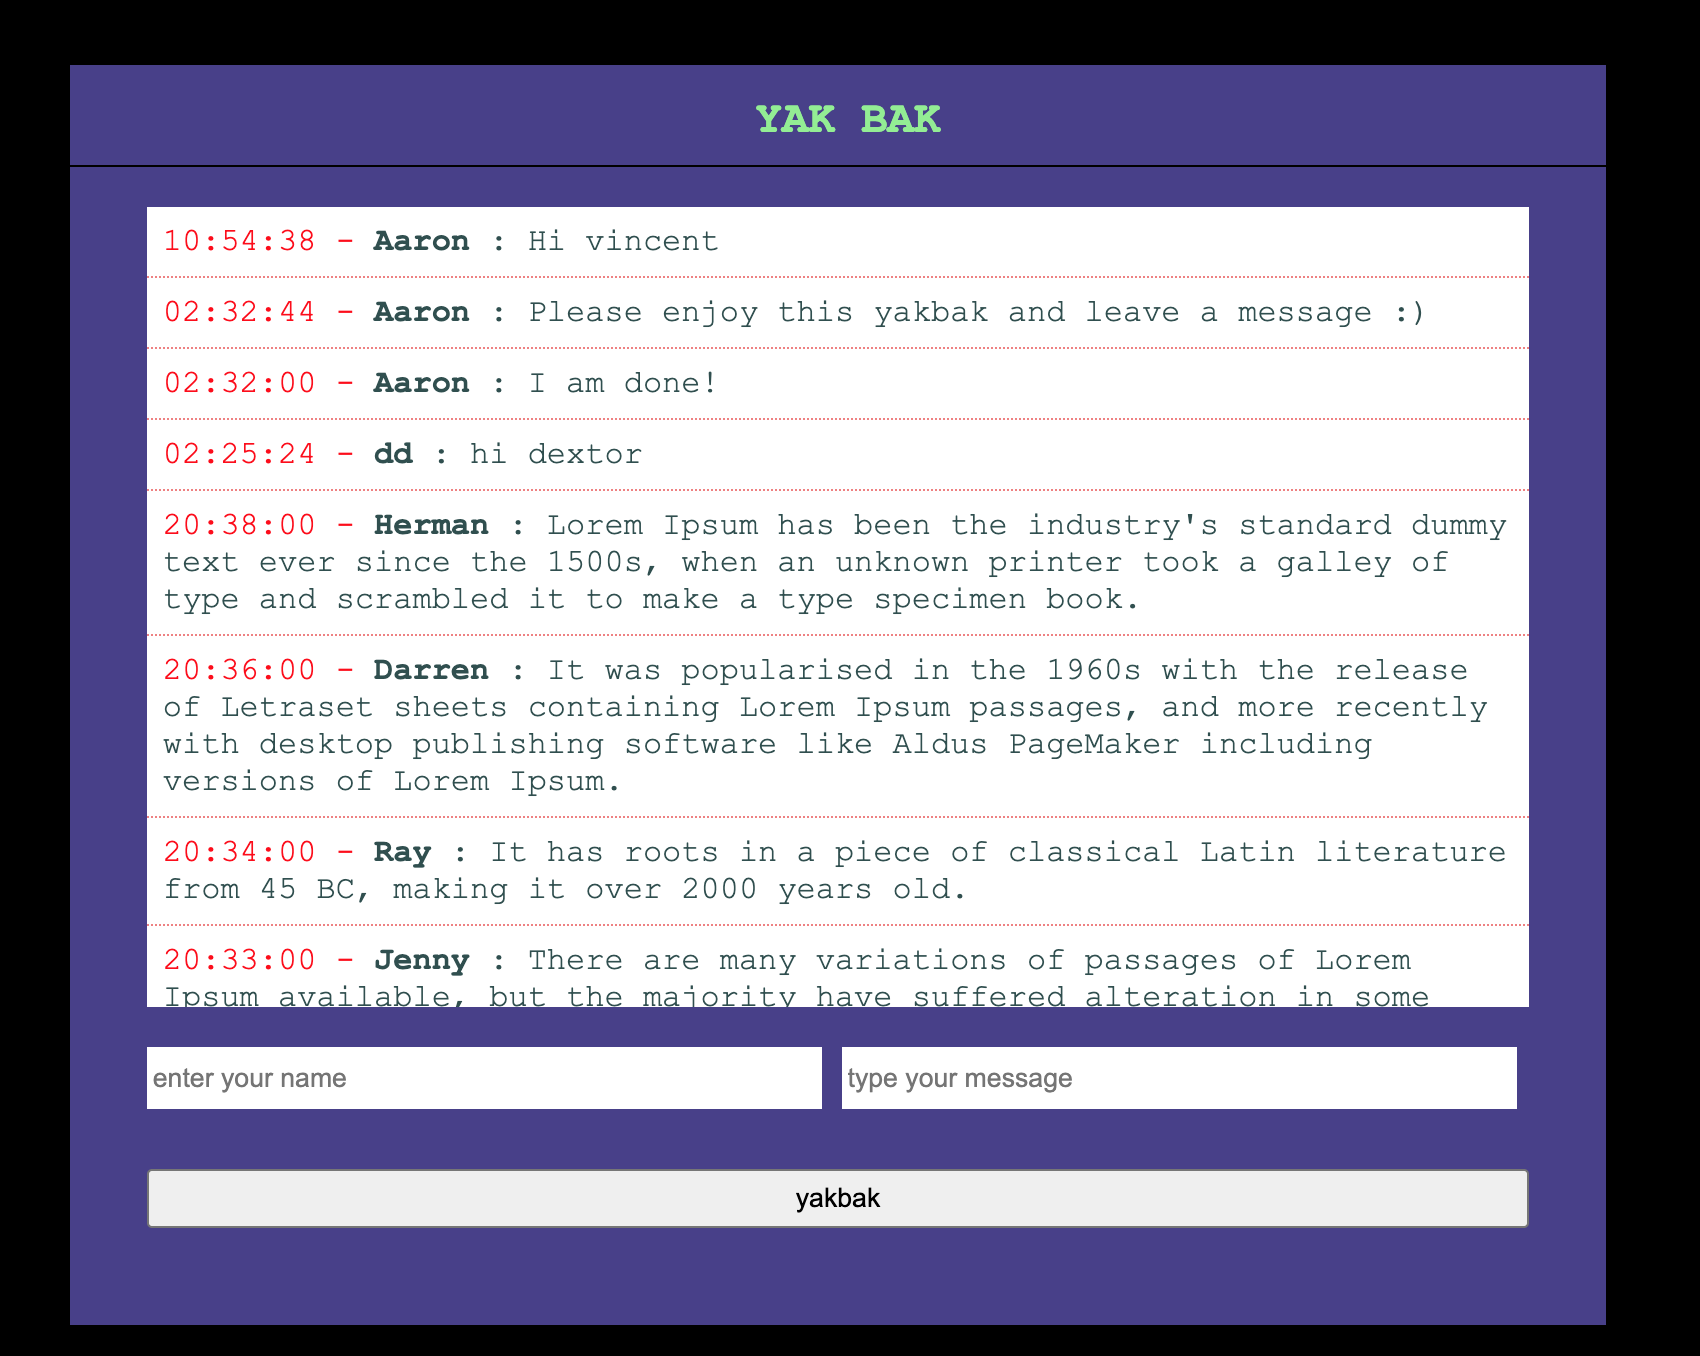 YAK BAK
10:54:38 - Aaron : Hi vincent
02:32:44 - Aaron : Please enjoy this yakbak and leave a message :)
02:32:00 - Aaron : I am done!
02:25:24 - dd : hi dextor
20:38:00 - Herman : Lorem Ipsum has been the industry's standard dummy
text ever since the 1500s, when an unknown printer took a galley of
type and scrambled it to make a type specimen book.
20:36:00 - Darren : It was popularised in the 1960s with the release
of Letraset sheets containing Lorem Ipsum passages, and more recently
with desktop publishing software like Aldus PageMaker including
versions of Lorem Ipsum.
20:34:00 - Ray : It has roots in a piece of classical Latin literature
from 45 BC, making it over 2000 years old.
20:33:00 - Jenny : There are many variations of passages of Lorem
Ipsum available, but the majority have suffered alteration in some
enter your name
type your message
yakbak